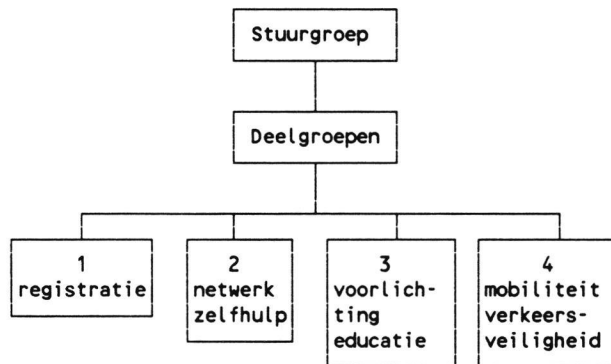 Stuurgroep
Deelgroepen
1
registratie
2
netwerk
zelfhulp
3
voorlich-
ting
educatie
4
mobiliteit
verkeers-
veiligheid